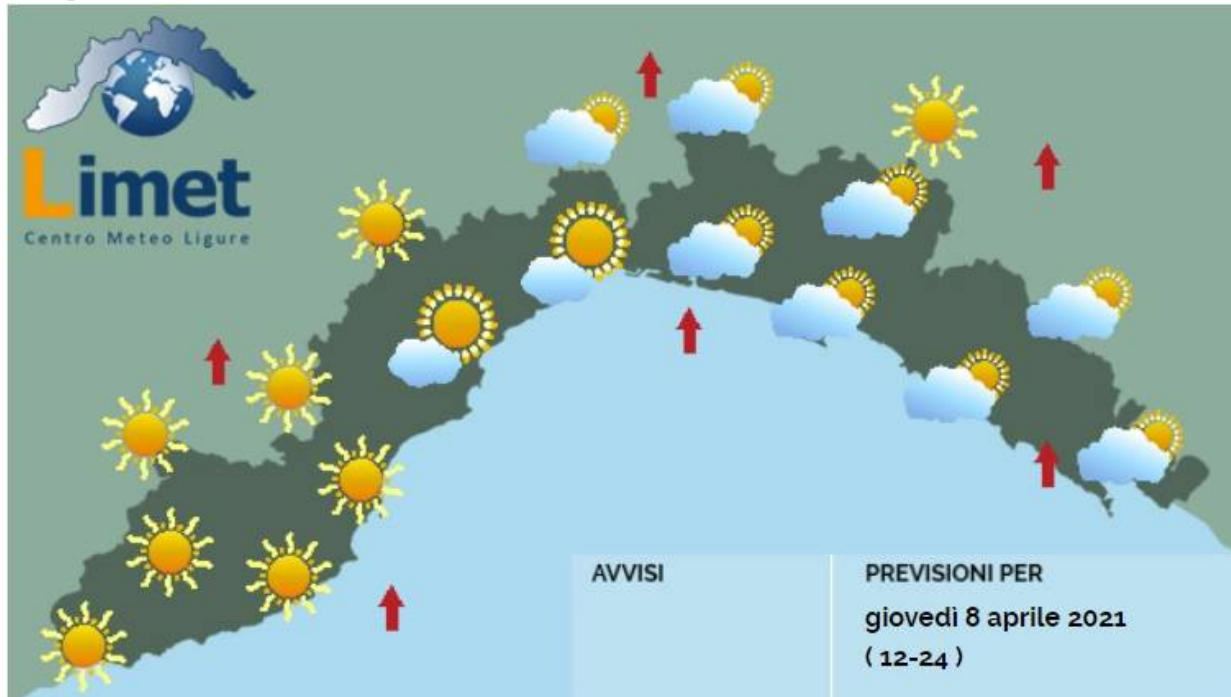 Limet
Centro Meteo Ligure
AVVISI
PREVISIONI PER
giovedì 8 aprile 2021
( 12-24 )